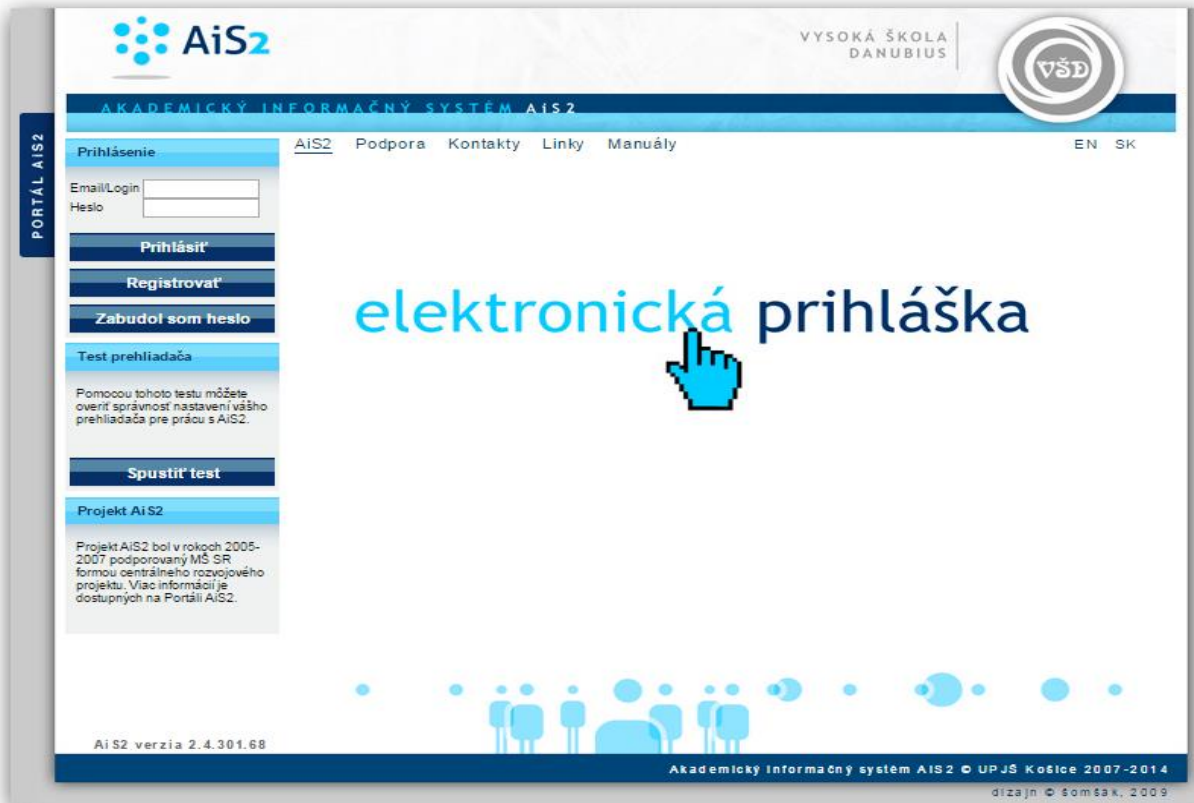 AiS2
VYSOKÁ ŠKOLA
DANUBIUS
VŠD
AKADEMICKÝ INFORMAČNÝ SYSTÉM AiS2
PORTÁL AIS2
AiS2 Podpora Kontakty Linky Manuály
EN SK
Prihlásenie
Email/Login
Heslo
Prihlásiť
Registrovať
Zabudol som heslo
Test prehliadača
Pomocou tohoto testu môžete
overiť správnosť nastavení vášho
prehliadača pre prácu s AiS2.
Spustiť test
Projekt AiS2
Projekt AiS2 bol v rokoch 2005-
2007 podporovaný MŠ SR
formou centrálneho rozvojového
projektu. Viac informácií je
dostupných na Portáli AiS2.
elektronická prihláška
AiS2 verzia 2.4.301.68
Akademický informačný systém AIS2 © UPJŠ Košice 2007-2014
dizajn © šomšak, 2009